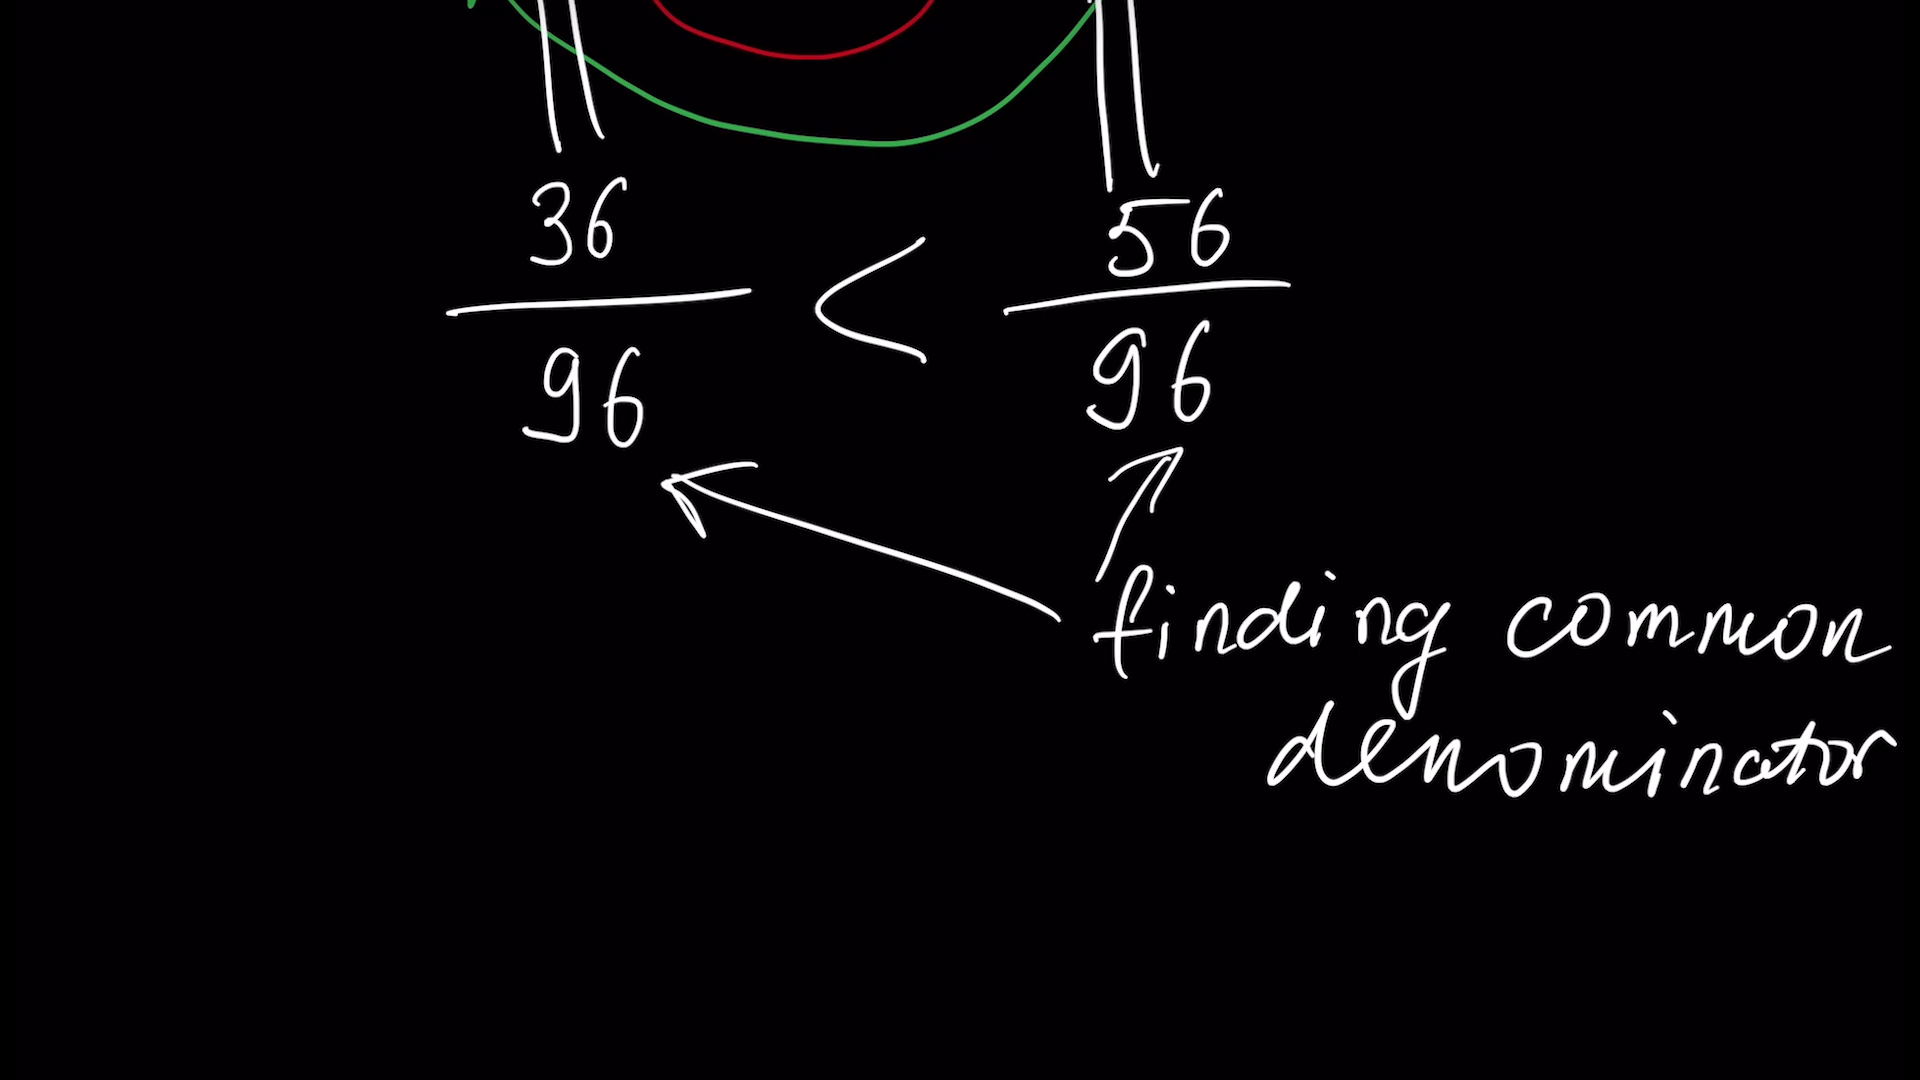 36 < 56
96 96
finding common
denominator